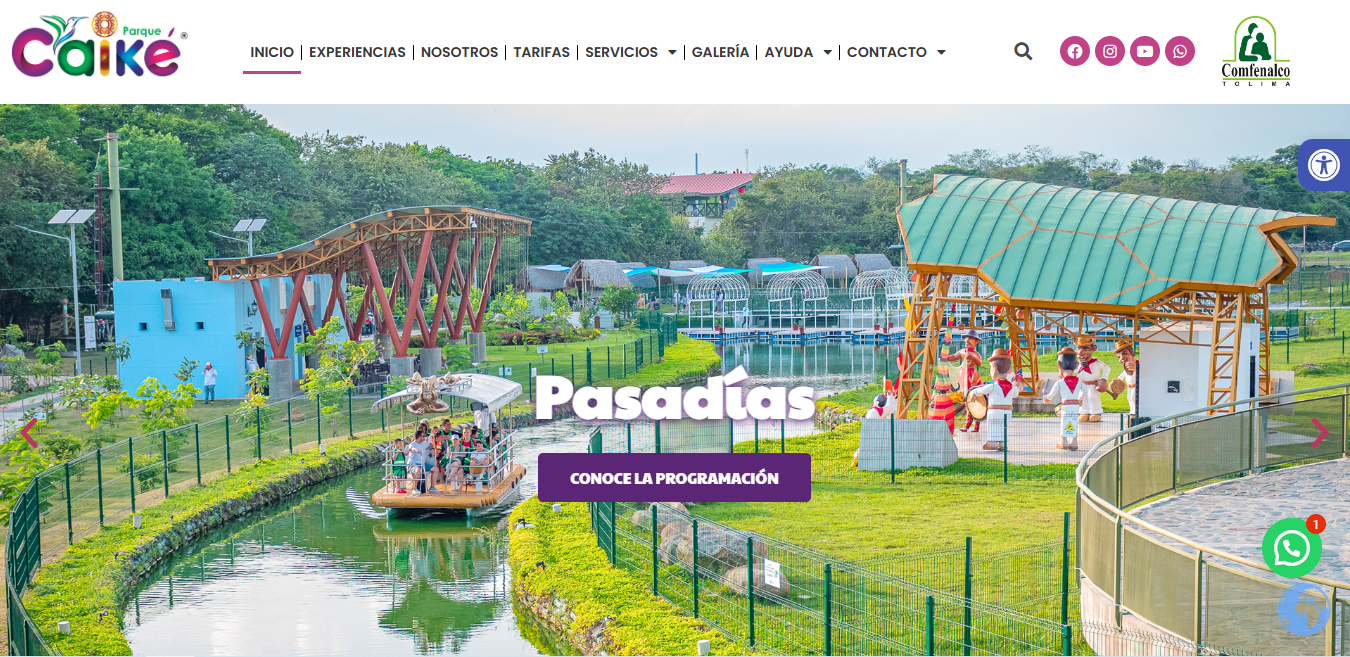 Parque
Caiké ®
INICIO
EXPERIENCIAS
NOSOTROS
TARIFAS
SERVICIOS
GALERÍA
AYUDA
CONTACTO
Comfenalco
TOLIMA
Pasadías
CONOCE LA PROGRAMACIÓN
1